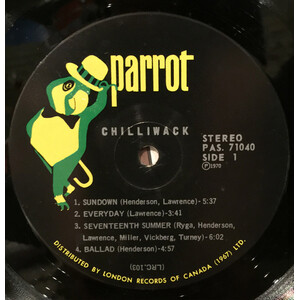 parrot
CHILLIWACK
STEREO
PAS. 71040
SIDE 1
℗1970
1. SUNDOWN (Henderson, Lawrence)- 5:37
2. EVERYDAY (Lawrence)-3:41
3. SEVENTEENTH SUMMER (Ryga, Henderson,
Lawrence, Miller, Vickberg, Turney)-6:02
4. BALLAD (Henderson)-4:57
DISTRIBUTED BY LONDON RECORDS OF CANADA (1967) LTD.